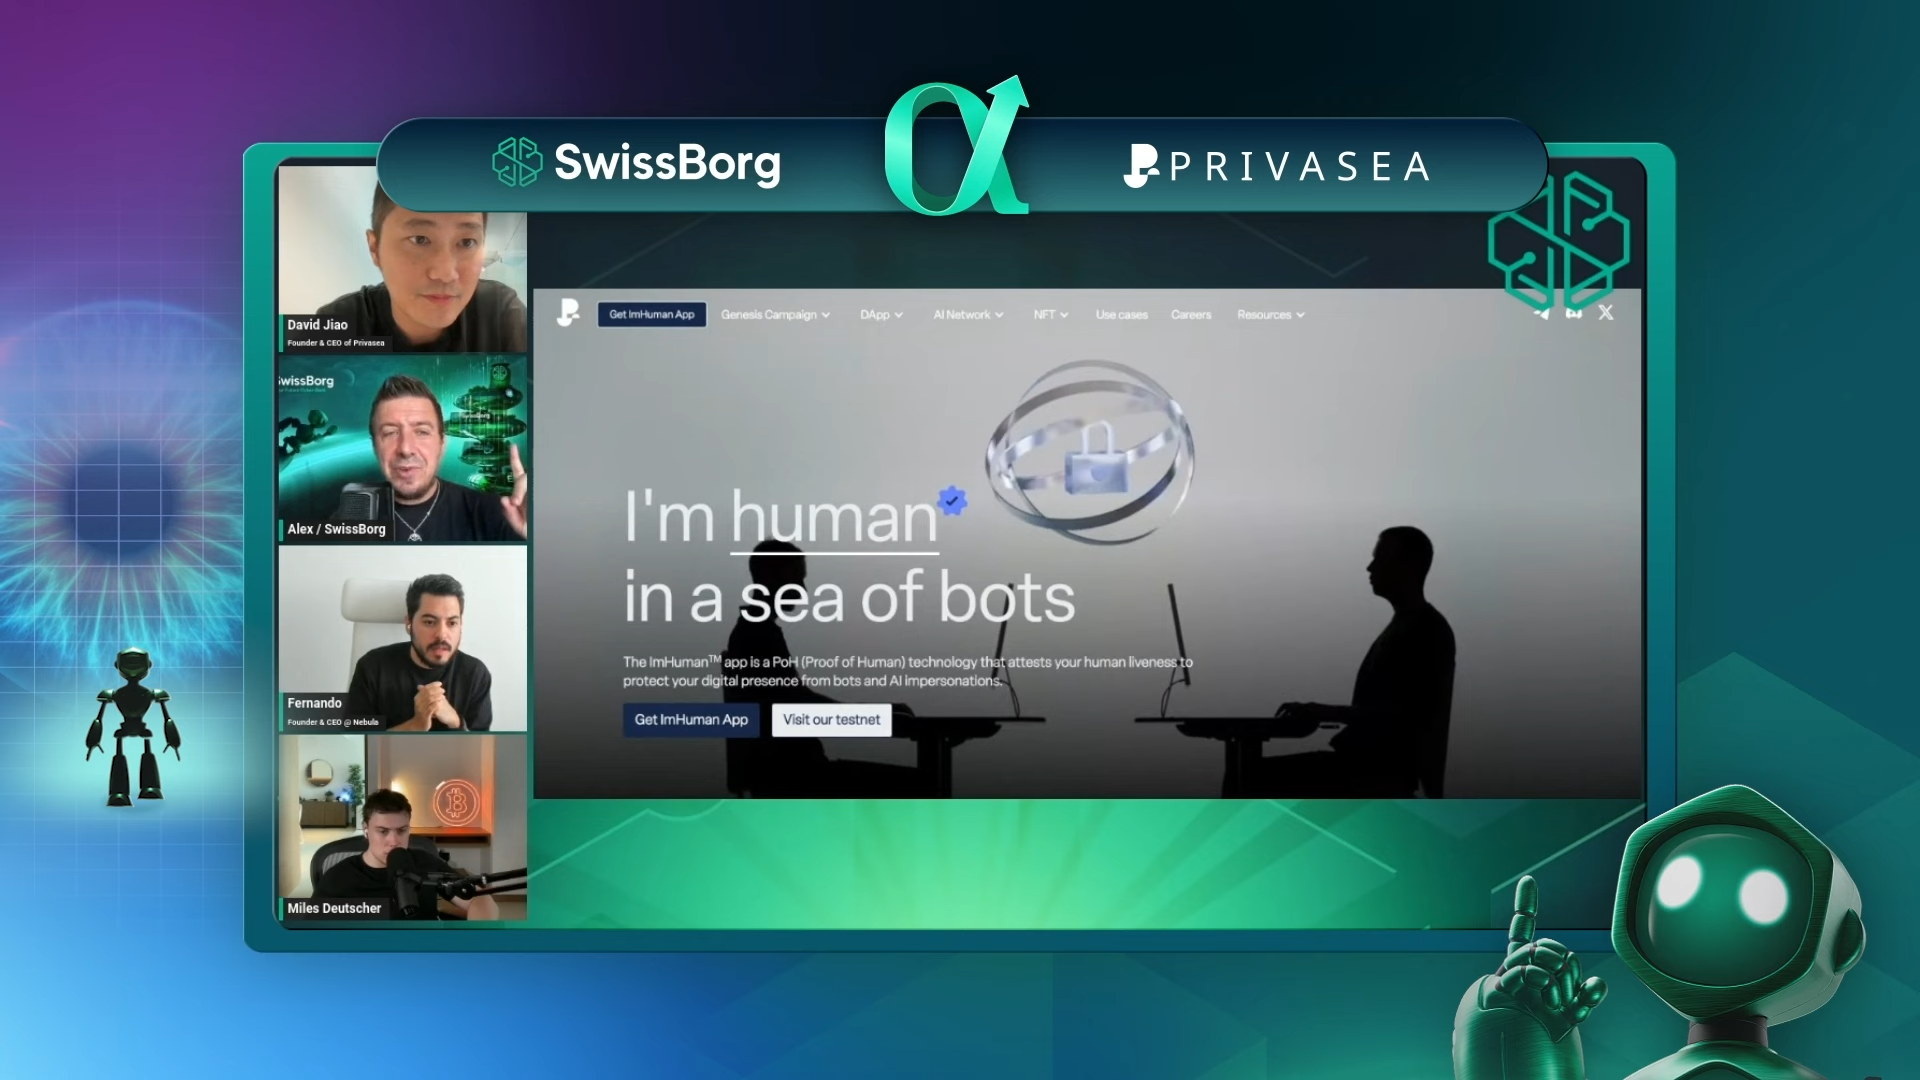 SwissBorg
PRIVASEA
David Jiao
Founder & CEO of Privasea
SwissBorg
Alex / SwissBorg
Fernando
Founder & CEO @ Nebula
Miles Deutscher
Get ImHuman App
Genesis Campaign
DApp
AI Network
NFT
Use cases
Careers
Resources
I'm human
in a sea of bots
The ImHuman™ app is a PoH (Proof of Human) technology that attests your human liveness to
protect your digital presence from bots and AI impersonations.
Get ImHuman App
Visit our testnet